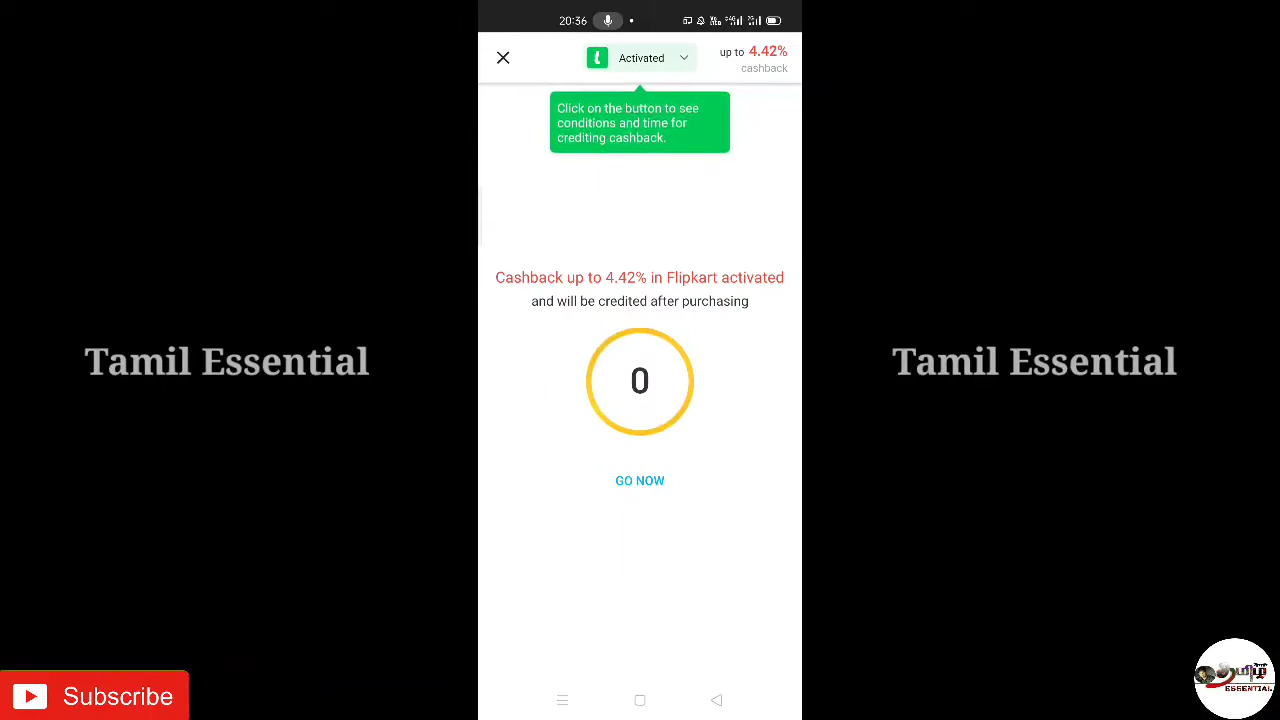 20:36
Activated
up to 4.42%
cashback
Click on the button to see
conditions and time for
crediting cashback.
Cashback up to 4.42% in Flipkart activated
and will be credited after purchasing
0
GO NOW
Tamil Essential
Tamil Essential
Subscribe
தமிழ்
ESSENTIAL